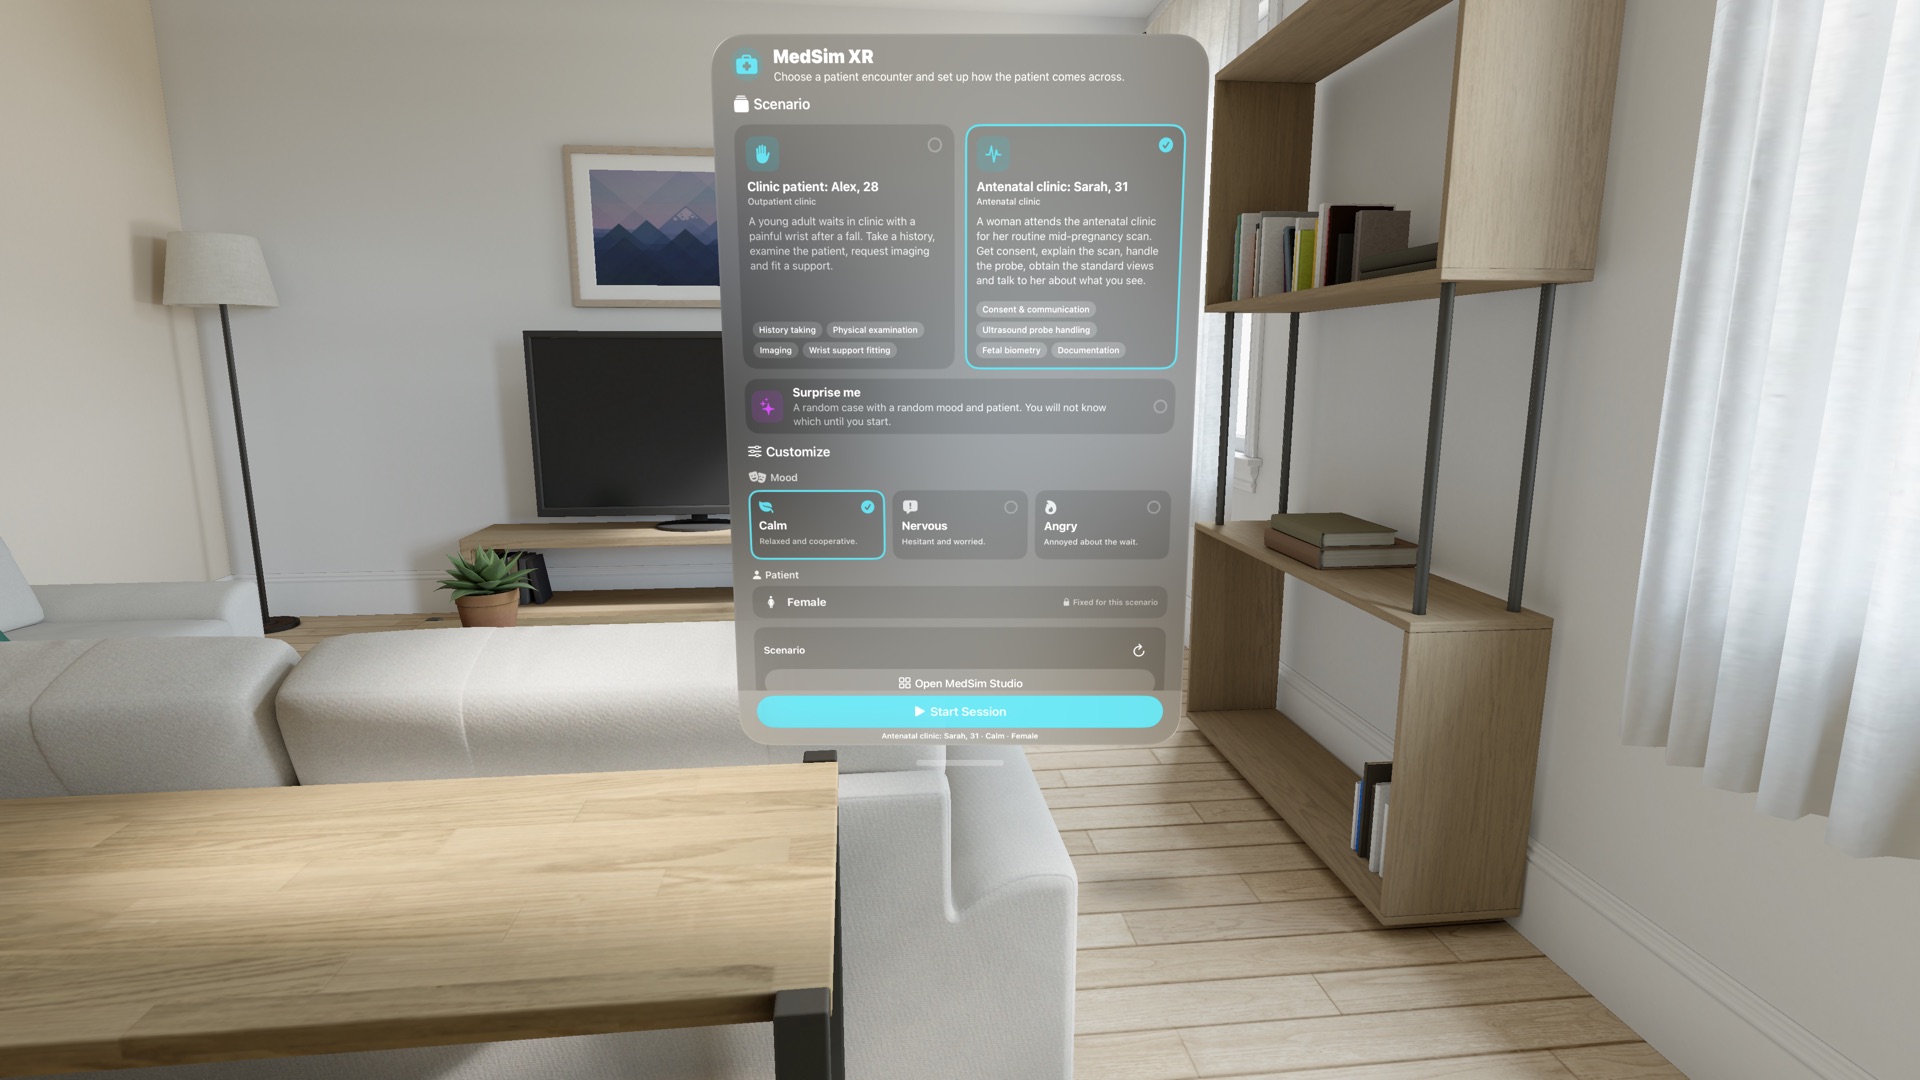 MedSim XR
Choose a patient encounter and set up how the patient comes across.
Scenario
Clinic patient: Alex, 28
Outpatient clinic
A young adult waits in clinic with a
painful wrist after a fall. Take a history,
examine the patient, request imaging
and fit a support.
History taking
Physical examination
Imaging
Wrist support fitting
Antenatal clinic: Sarah, 31
Antenatal clinic
A woman attends the antenatal clinic
for her routine mid-pregnancy scan.
Get consent, explain the scan, handle
the probe, obtain the standard views
and talk to her about what you see.
Consent & communication
Ultrasound probe handling
Fetal biometry
Documentation
Surprise me
A random case with a random mood and patient. You will not know
which until you start.
Customize
Mood
Calm
Relaxed and cooperative.
Nervous
Hesitant and worried.
Angry
Annoyed about the wait.
Patient
Female
Fixed for this scenario
Scenario
Open MedSim Studio
Start Session
Antenatal clinic: Sarah, 31 · Calm · Female